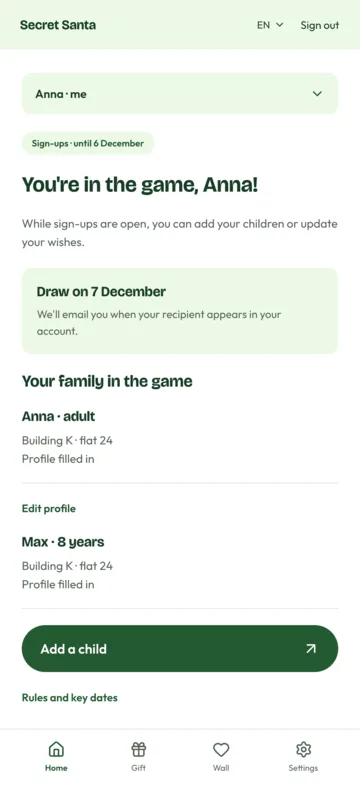 Secret Santa
EN
Sign out
Anna · me
Sign-ups · until 6 December
You're in the game, Anna!
While sign-ups are open, you can add your children or update
your wishes.
Draw on 7 December
We'll email you when your recipient appears in your
account.
Your family in the game
Anna · adult
Building K · flat 24
Profile filled in
Edit profile
Max · 8 years
Building K · flat 24
Profile filled in
Add a child
Rules and key dates
Home
Gift
Wall
Settings